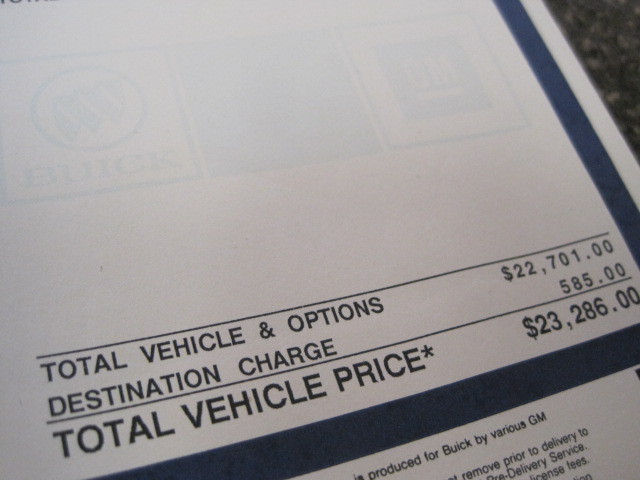 BUICK
GM
TOTAL VEHICLE & OPTIONS $22,701.00
DESTINATION CHARGE 585.00
TOTAL VEHICLE PRICE* $23,286.00
is produced for Buick by various GM
remove prior to delivery to
Pre-Delivery Service.
license fees.